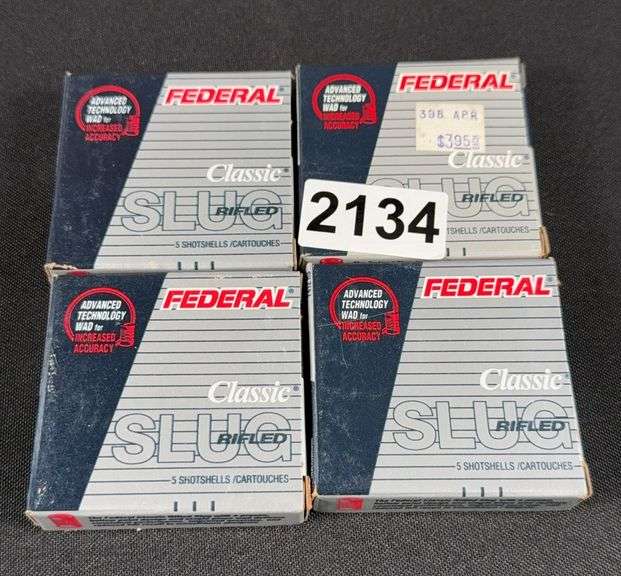 ADVANCED
TECHNOLOGY
WAD for
INCREASED
ACCURACY
FEDERAL®
Classic®
SLUG
RIFLED
5 SHOTSHELLS/CARTOUCHES
ADVANCED
TECHNOLOGY
WAD for
INCREASED
ACCURACY
FEDERAL
398 APR
$3959
Classic®
SLUG
RIFLED
5 SHOTSHELLS/CARTOUCHES
2134
ADVANCED
TECHNOLOGY
WAD for
INCREASED
ACCURACY
FEDERAL®
Classic®
SLUG
RIFLED
5 SHOTSHELLS/CARTOUCHES
ADVANCED
TECHNOLOGY
WAD for
INCREASED
ACCURACY
FEDERAL®
Classic®
SLUG
RIFLED
5 SHOTSHELLS/CARTOUCHES